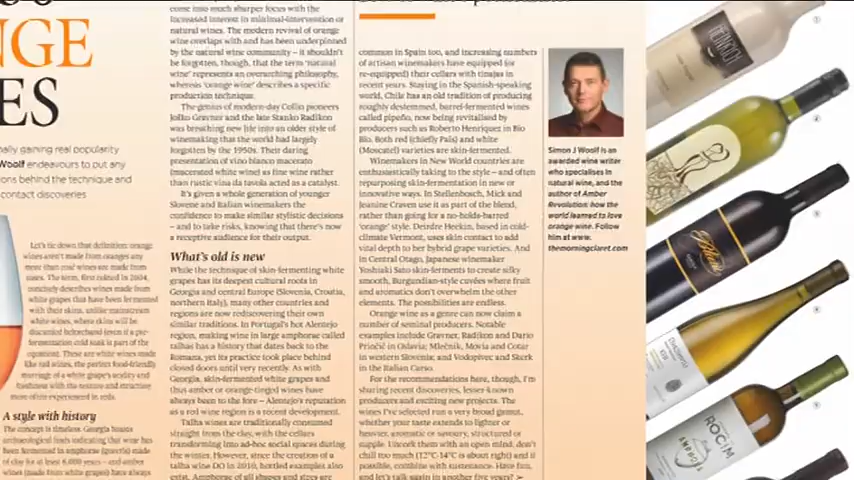 NGE
ES
nally gaining real popularity
Woolf endeavours to put any
ons behind the technique and
contact discoveries
Let's tie down that definition: orange
wines aren't made from oranges any
more than rosé wines are made from
roses. The term, first coined in 2004,
concisely describes wines made from
white grapes that have been fermented
with their skins, unlike mainstream
white wines, where skins will be
discarded beforehand (even if a pre-
fermentation cold soak is part of the
equation). These are white wines made
like red wines, the perfect food-friendly
marriage of a white grape's acidity and
freshness with the texture and structure
more often experienced in reds.
A style with history
The concept is timeless. Georgia boasts
archaeological finds indicating that wine has
been fermented in amphorae (qvevris) made
of clay for at least 6,000 years – and amber
wines (made from white grapes) have always
come into much sharper focus with the
increased interest in minimal-intervention or
natural wines. The modern revival of orange
wine overlaps with and has been underpinned
by the natural wine community – it shouldn't
be forgotten, though, that the term 'natural
wine' represents an overarching philosophy,
whereas 'orange wine' describes a specific
production technique.
The genius of modern-day Collio pioneers
Joško Gravner and the late Stanko Radikon
was breathing new life into an older style of
winemaking that the world had largely
forgotten by the 1950s. Their daring
presentation of vino bianco macerato
(macerated white wine) as fine wine rather
than rustic vina da tavola acted as a catalyst.
It's given a whole generation of younger
Slovene and Italian winemakers the
confidence to make similar stylistic decisions
– and to take risks, knowing that there's now
a receptive audience for their output.
What's old is new
While the technique of skin-fermenting white
grapes has its deepest cultural roots in
Georgia and central Europe (Slovenia, Croatia,
northern Italy), many other countries and
regions are now rediscovering their own
similar traditions. In Portugal's hot Alentejo
region, making wine in large amphorae called
talhas has a history that dates back to the
Romans, yet its practice took place behind
closed doors until very recently. As with
Georgia, skin-fermented white grapes (and
thus amber or orange-tinged wines) have
always been to the fore – Alentejo's reputation
as a red wine region is a recent development.
Talha wines are traditionally consumed
straight from the clay, with the cellars
transforming into ad-hoc social spaces during
the winter. However, since the creation of a
talha wine DO in 2010, bottled examples also
exist. Amphorae of all shapes and sizes are
common in Spain too, and increasing numbers
of artisan winemakers have equipped (or
re-equipped) their cellars with tinajas in
recent years. Staying in the Spanish-speaking
world, Chile has an old tradition of producing
roughly destemmed, barrel-fermented wines
called pipeño, now being revitalised by
producers such as Roberto Henríquez in Bío
Bío. Both red (chiefly País) and white
(Moscatel) varieties are skin-fermented.
Winemakers in New World countries are
enthusiastically taking to the style – and often
repurposing skin-fermenting in new or
innovative ways. In Stellenbosch, Mick and
Jeanine Craven use it as part of the blend,
rather than going for a no-holds-barred
'orange' style. Deirdre Heekin, based in cold-
climate Vermont, uses skin contact to add
vital depth to her hybrid grape varieties. And
in Central Otago, Japanese winemaker
Yoshiaki Sato skin-ferments to create silky
smooth, Burgundian-style cuvées where fruit
and aromatics don't overwhelm the other
elements. The possibilities are endless.
Orange wine as a genre can now claim a
number of seminal producers. Notable
examples include Gravner, Radikon and Dario
Prinčič in Oslavia; Mlečnik, Movia and Cotar
in western Slovenia; and Vodopivec and Skerk
in the Italian Carso.
For the recommendations here, though, I'm
sharing recent discoveries, lesser-known
producers and exciting new projects. The
wines I've selected run a very broad gamut,
whether your taste extends to lighter or
heavier, aromatic or savoury, structured or
supple. Uncork them with an open mind, don't
chill too much (12°C-14°C is about right) and if
possible, combine with sustenance. Have fun,
and let's talk again in another five years? ➢
Simon J Woolf is an
awarded wine writer
who specialises in
natural wine, and the
author of Amber
Revolution: how the
world learned to love
orange wine. Follow
him at www.
themorningclaret.com
HEINRICH
ROCIM